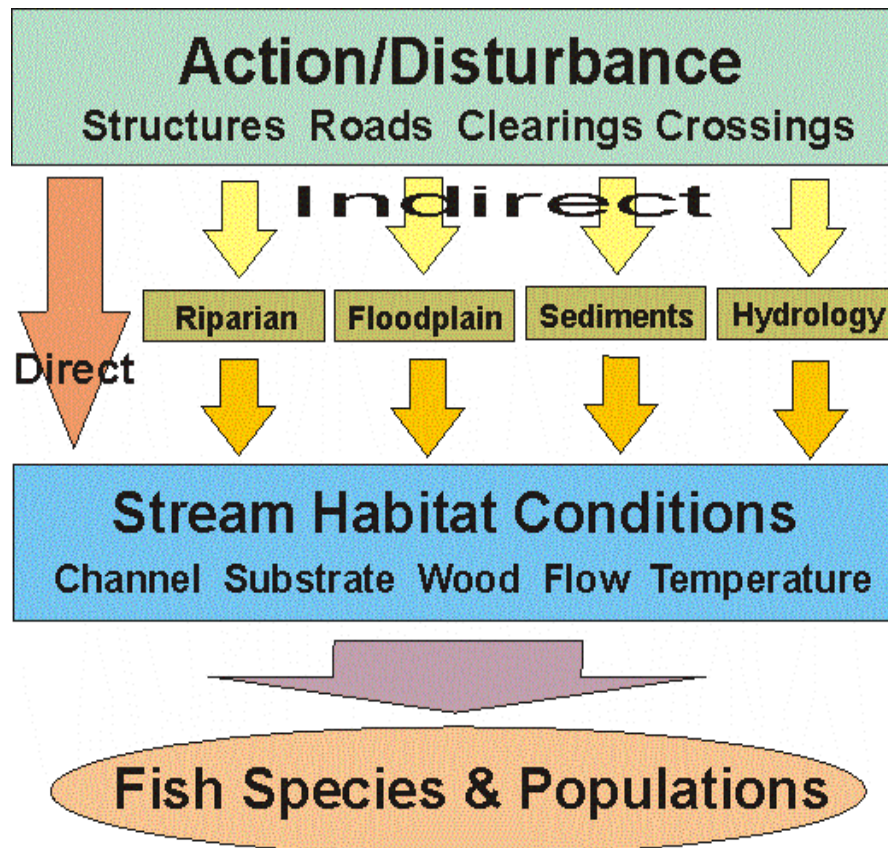 Action/Disturbance
Structures Roads Clearings Crossings
Indirect
Riparian Floodplain Sediments Hydrology
Direct
Stream Habitat Conditions
Channel Substrate Wood Flow Temperature
Fish Species & Populations